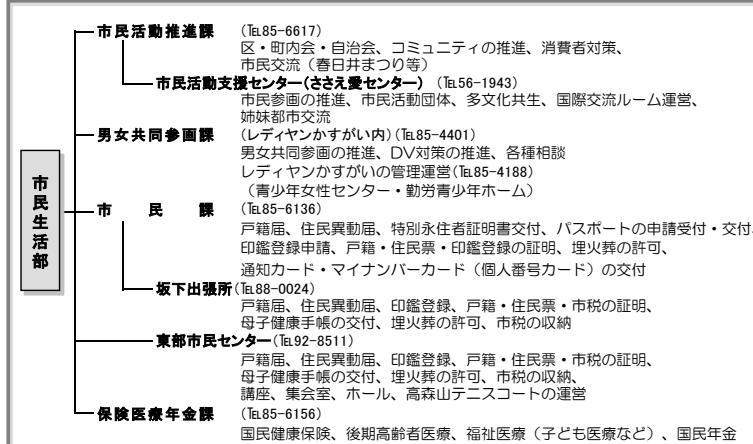 市民生活部
市民活動推進課 (℡85-6617)
区・町内会・自治会、コミュニティの推進、消費者対策、
市民交流（春日井まつり等）
市民活動支援センター(ささえ愛センター) (℡56-1943)
市民参画の推進、市民活動団体、多文化共生、国際交流ルーム運営、
姉妹都市交流
男女共同参画課 (レディヤンかすがい内)(℡85-4401)
男女共同参画の推進、DV対策の推進、各種相談
レディヤンかすがいの管理運営(℡85-4188)
（青少年女性センター・勤労青少年ホーム）
市民課 (℡85-6136)
戸籍届、住民異動届、特別永住者証明書交付、パスポートの申請受付・交付、
印鑑登録申請、戸籍・住民票・印鑑登録の証明、埋火葬の許可、
通知カード・マイナンバーカード（個人番号カード）の交付
坂下出張所(℡88-0024)
戸籍届、住民異動届、印鑑登録、戸籍・住民票・市税の証明、
母子健康手帳の交付、埋火葬の許可、市税の収納
東部市民センター(℡92-8511)
戸籍届、住民異動届、印鑑登録、戸籍・住民票・市税の証明、
母子健康手帳の交付、埋火葬の許可、市税の収納、
講座、集会室、ホール、高森山テニスコートの運営
保険医療年金課 (℡85-6156)
国民健康保険、後期高齢者医療、福祉医療（子ども医療など）、国民年金